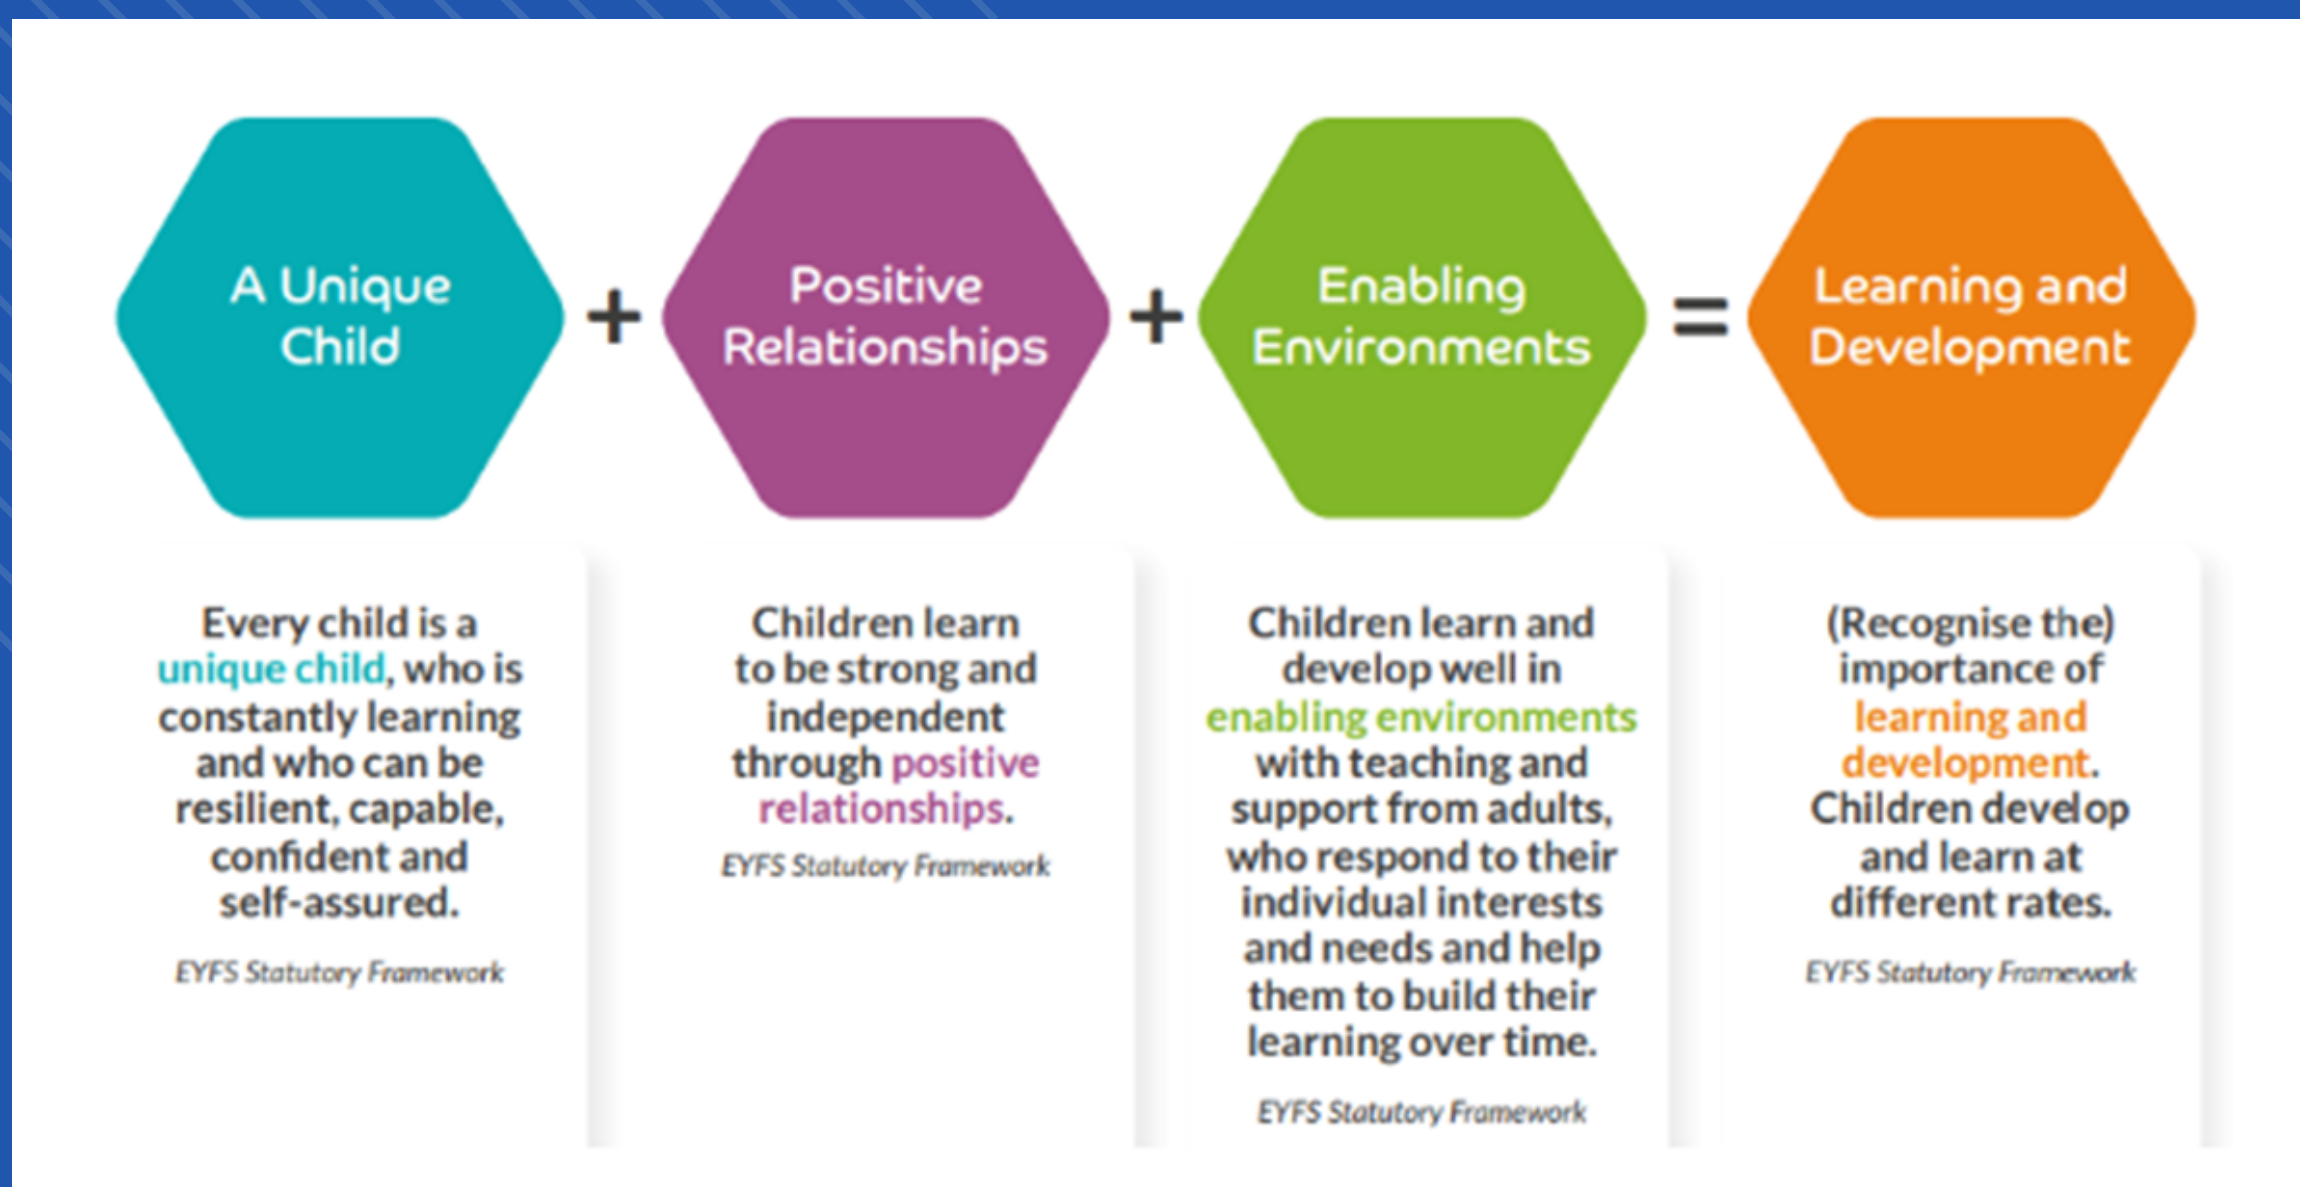 A Unique
Child
+
Positive
Relationships
+
Enabling
Environments
=
Learning and
Development
Every child is a
unique child, who is
constantly learning
and who can be
resilient, capable,
confident and
self-assured.
EYFS Statutory Framework
Children learn
to be strong and
independent
through positive
relationships.
EYFS Statutory Framework
Children learn and
develop well in
enabling environments
with teaching and
support from adults,
who respond to their
individual interests
and needs and help
them to build their
learning over time.
EYFS Statutory Framework
(Recognise the)
importance of
learning and
development.
Children develop
and learn at
different rates.
EYFS Statutory Framework